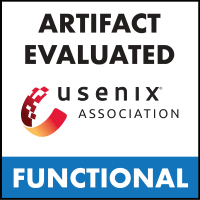 ARTIFACT
EVALUATED
usenix®
ASSOCIATION
FUNCTIONAL